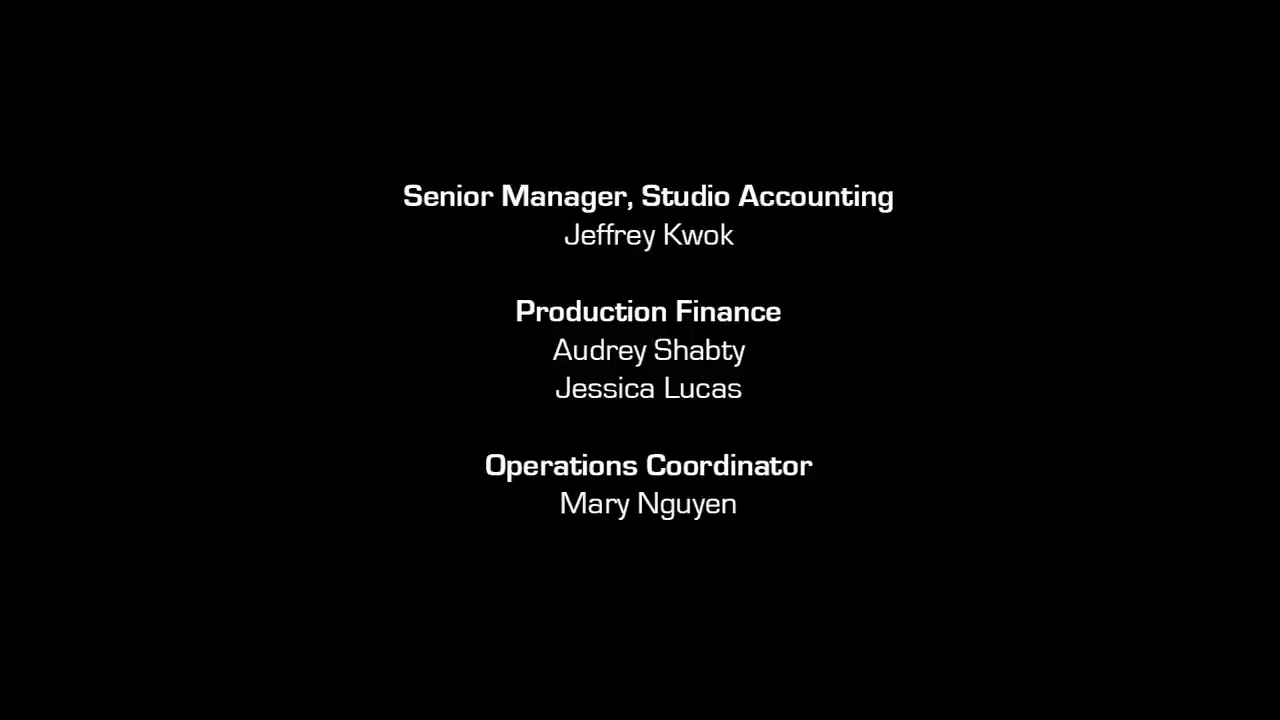 Senior Manager, Studio Accounting
Jeffrey Kwok
Production Finance
Audrey Shabty
Jessica Lucas
Operations Coordinator
Mary Nguyen